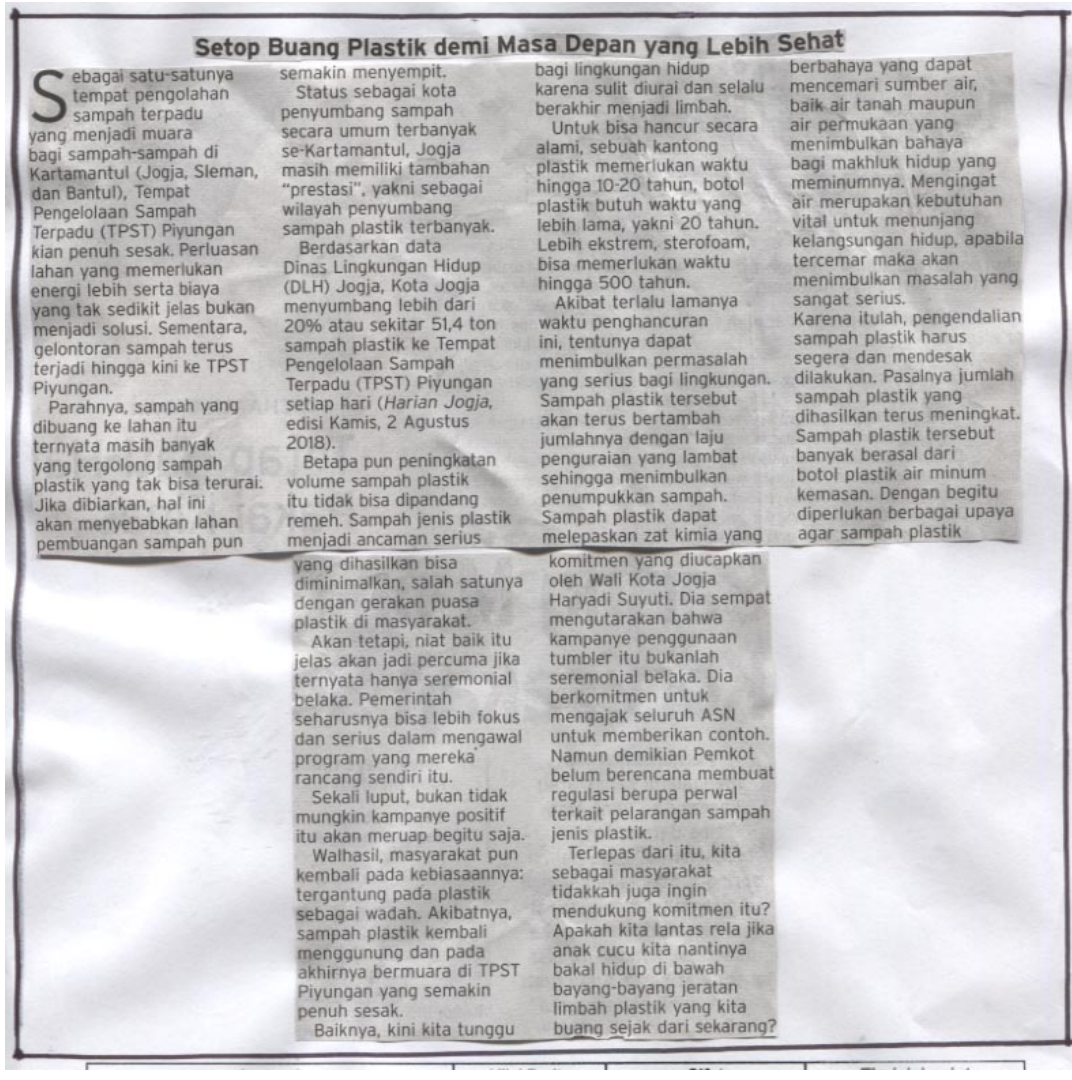 Setop Buang Plastik demi Masa Depan yang Lebih Sehat
Sebagai satu-satunya
tempat pengolahan
sampah terpadu
yang menjadi muara
bagi sampah-sampah di
Kartamantul (Jogja, Sleman,
dan Bantul), Tempat
Pengelolaan Sampah
Terpadu (TPST) Piyungan
kian penuh sesak. Perluasan
lahan yang memerlukan
energi lebih serta biaya
yang tak sedikit jelas bukan
menjadi solusi. Sementara,
gelontoran sampah terus
terjadi hingga kini ke TPST
Piyungan.
Parahnya, sampah yang
dibuang ke lahan itu
ternyata masih banyak
yang tergolong sampah
plastik yang tak bisa terurai.
Jika dibiarkan, hal ini
akan menyebabkan lahan
pembuangan sampah pun
semakin menyempit.
Status sebagai kota
penyumbang sampah
secara umum terbanyak
se-Kartamantul, Jogja
masih memiliki tambahan
“prestasi”, yakni sebagai
wilayah penyumbang
sampah plastik terbanyak.
Berdasarkan data
Dinas Lingkungan Hidup
(DLH) Jogja, Kota Jogja
menyumbang lebih dari
20% atau sekitar 51,4 ton
sampah plastik ke Tempat
Pengelolaan Sampah
Terpadu (TPST) Piyungan
setiap hari (Harian Jogja,
edisi Kamis, 2 Agustus
2018).
Betapa pun peningkatan
volume sampah plastik
itu tidak bisa dipandang
remeh. Sampah jenis plastik
menjadi ancaman serius
bagi lingkungan hidup
karena sulit diurai dan selalu
berakhir menjadi limbah.
Untuk bisa hancur secara
alami, sebuah kantong
plastik memerlukan waktu
hingga 10-20 tahun, botol
plastik butuh waktu yang
lebih lama, yakni 20 tahun.
Lebih ekstrem, sterofoam,
bisa memerlukan waktu
hingga 500 tahun.
Akibat terlalu lamanya
waktu penghancuran
ini, tentunya dapat
menimbulkan permasalah
yang serius bagi lingkungan.
Sampah plastik tersebut
akan terus bertambah
jumlahnya dengan laju
penguraian yang lambat
sehingga menimbulkan
penumpukkan sampah.
Sampah plastik dapat
melepaskan zat kimia yang
berbahaya yang dapat
mencemari sumber air,
baik air tanah maupun
air permukaan yang
menimbulkan bahaya
bagi makhluk hidup yang
meminumnya. Mengingat
air merupakan kebutuhan
vital untuk menunjang
kelangsungan hidup, apabila
tercemar maka akan
menimbulkan masalah yang
sangat serius.
Karena itulah, pengendalian
sampah plastik harus
segera dan mendesak
dilakukan. Pasalnya jumlah
sampah plastik yang
dihasilkan terus meningkat.
Sampah plastik tersebut
banyak berasal dari
botol plastik air minum
kemasan. Dengan begitu
diperlukan berbagai upaya
agar sampah plastik
yang dihasilkan bisa
diminimalkan, salah satunya
dengan gerakan puasa
plastik di masyarakat.
Akan tetapi, niat baik itu
jelas akan jadi percuma jika
ternyata hanya seremonial
belaka. Pemerintah
seharusnya bisa lebih fokus
dan serius dalam mengawal
program yang mereka
rancang sendiri itu.
Sekali luput, bukan tidak
mungkin kampanye positif
itu akan meruap begitu saja.
Walhasil, masyarakat pun
kembali pada kebiasaannya:
tergantung pada plastik
sebagai wadah. Akibatnya,
sampah plastik kembali
menggunung dan pada
akhirnya bermuara di TPST
Piyungan yang semakin
penuh sesak.
Baiknya, kini kita tunggu
komitmen yang diucapkan
oleh Wali Kota Jogja
Haryadi Suyuti. Dia sempat
mengutarakan bahwa
kampanye penggunaan
tumbler itu bukanlah
seremonial belaka. Dia
berkomitmen untuk
mengajak seluruh ASN
untuk memberikan contoh.
Namun demikian Pemkot
belum berencana membuat
regulasi berupa perwal
terkait pelarangan sampah
jenis plastik.
Terlepas dari itu, kita
sebagai masyarakat
tidakkah juga ingin
mendukung komitmen itu?
Apakah kita lantas rela jika
anak cucu kita nantinya
bakal hidup di bawah
bayang-bayang jeratan
limbah plastik yang kita
buang sejak dari sekarang?